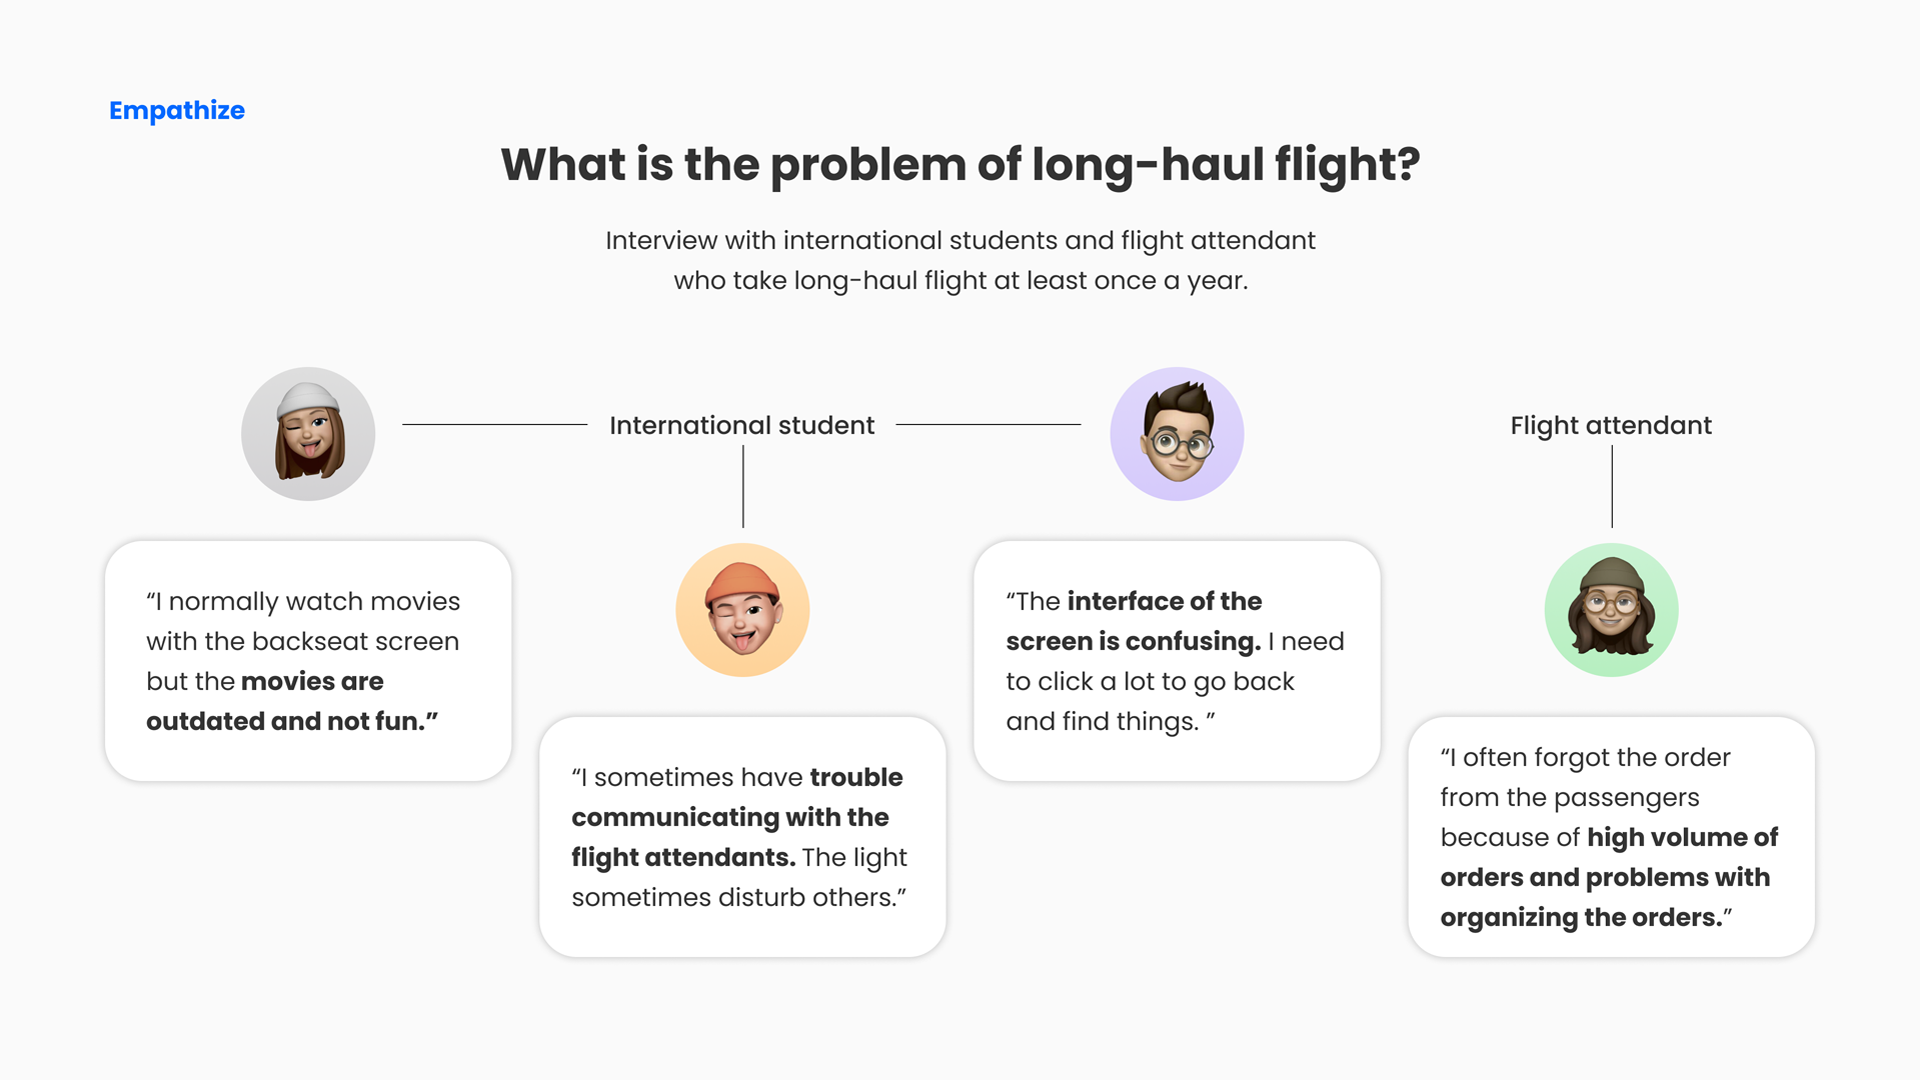 Empathize
What is the problem of long-haul flight?
Interview with international students and flight attendant
who take long-haul flight at least once a year.
International student
Flight attendant
“I normally watch movies
with the backseat screen
but the movies are
outdated and not fun.”
“I sometimes have trouble
communicating with the
flight attendants. The light
sometimes disturb others.”
“The interface of the
screen is confusing. I need
to click a lot to go back
and find things. ”
“I often forgot the order
from the passengers
because of high volume of
orders and problems with
organizing the orders.”